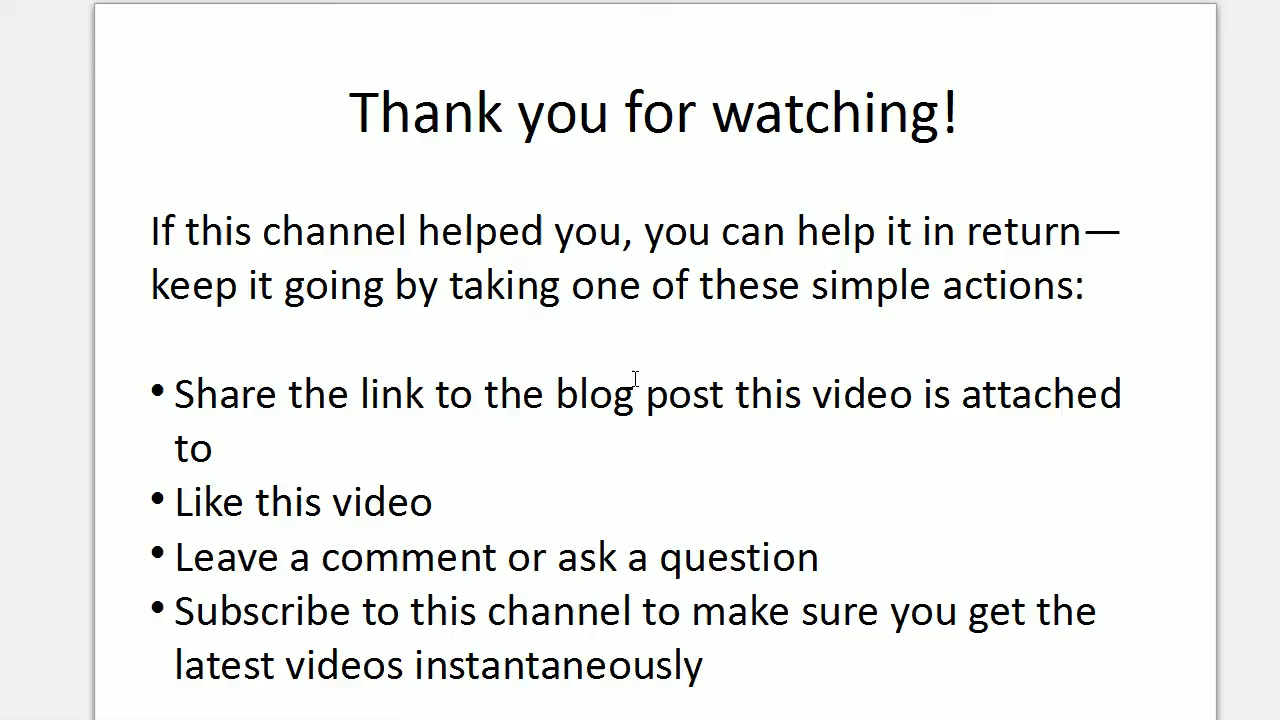 Thank you for watching!
If this channel helped you, you can help it in return—
keep it going by taking one of these simple actions:
• Share the link to the blog post this video is attached
to
• Like this video
• Leave a comment or ask a question
• Subscribe to this channel to make sure you get the
latest videos instantaneously